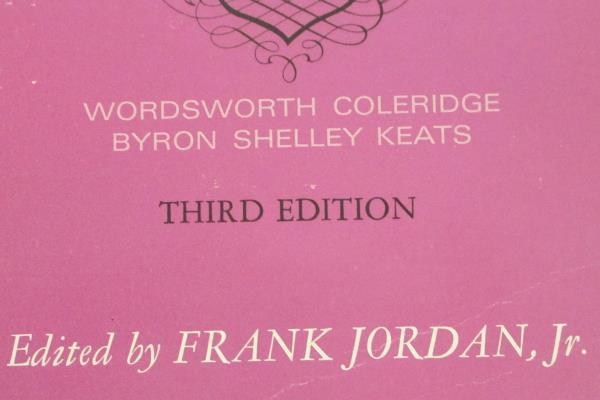 WORDSWORTH COLERIDGE
BYRON SHELLEY KEATS
THIRD EDITION
Edited by FRANK JORDAN, Jr.